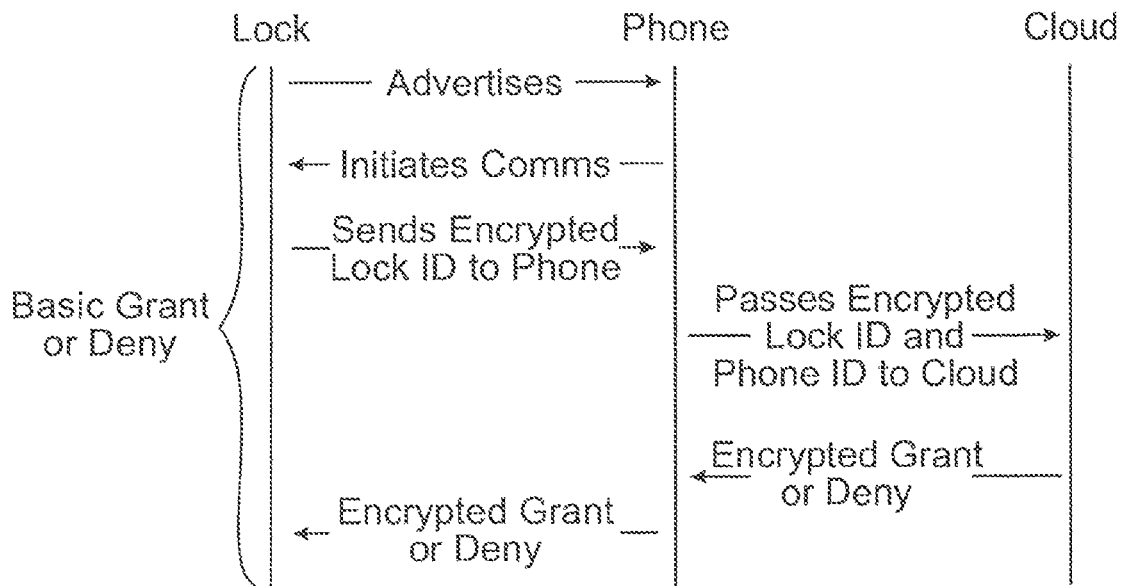 Lock
Phone
Cloud
Advertises
Initiates Comms
Sends Encrypted
Lock ID to Phone
Basic Grant
or Deny
Passes Encrypted
Lock ID and
Phone ID to Cloud
Encrypted Grant
or Deny
Encrypted Grant
or Deny